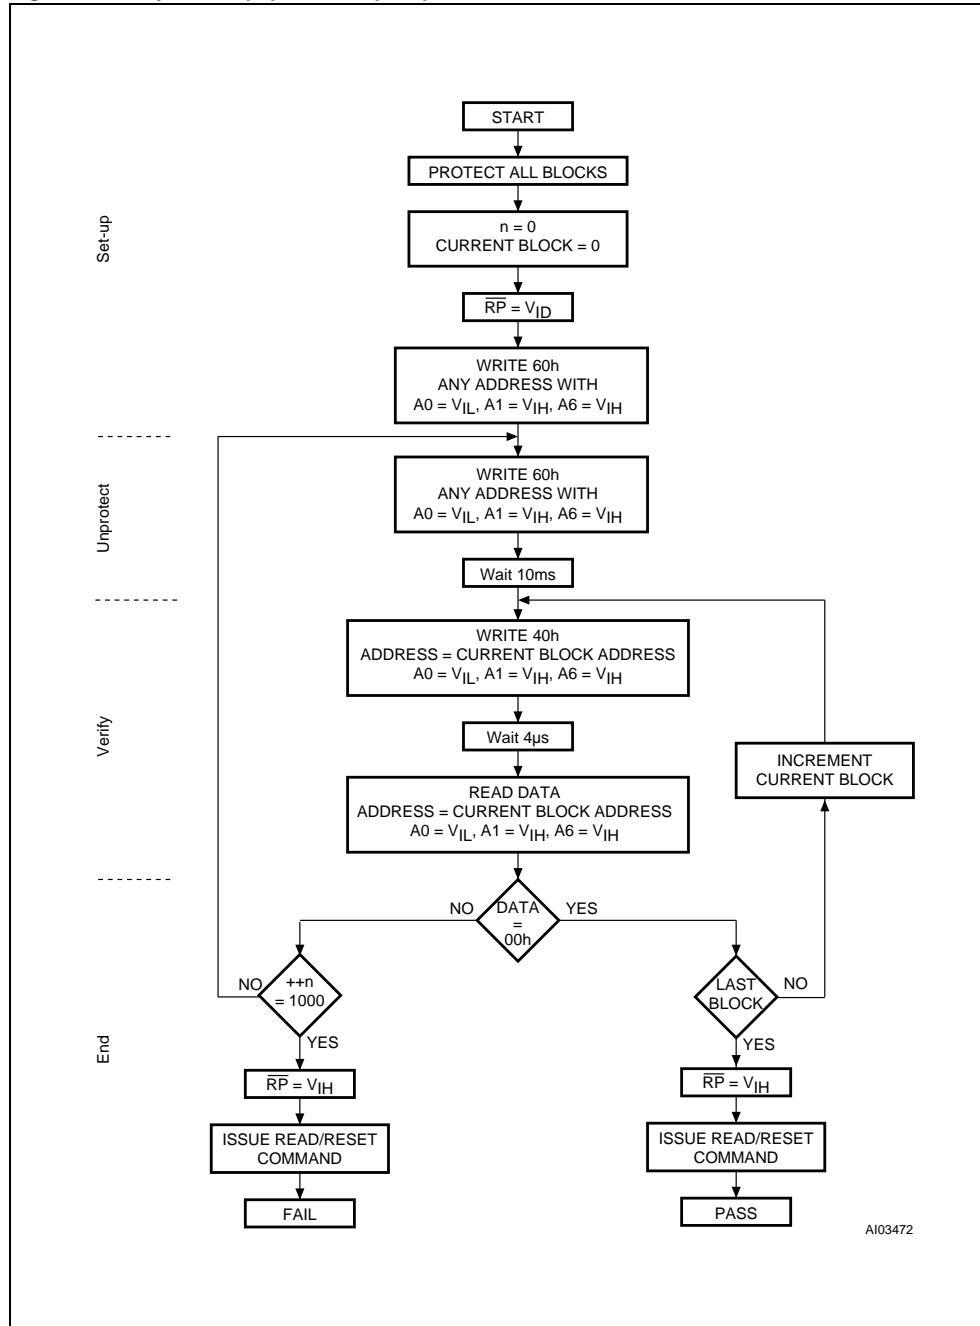 START
PROTECT ALL BLOCKS
Set-up
n = 0
CURRENT BLOCK = 0
RP = VID
WRITE 60h
ANY ADDRESS WITH
A0 = VIL, A1 = VIH, A6 = VIH
Unprotect
WRITE 60h
ANY ADDRESS WITH
A0 = VIL, A1 = VIH, A6 = VIH
Wait 10ms
Verify
WRITE 40h
ADDRESS = CURRENT BLOCK ADDRESS
A0 = VIL, A1 = VIH, A6 = VIH
Wait 4µs
INCREMENT
CURRENT BLOCK
READ DATA
ADDRESS = CURRENT BLOCK ADDRESS
A0 = VIL, A1 = VIH, A6 = VIH
End
NO
DATA
=
00h
YES
NO
++n
= 1000
YES
LAST
BLOCK
NO
YES
RP = VIH
RP = VIH
ISSUE READ/RESET
COMMAND
ISSUE READ/RESET
COMMAND
FAIL
PASS
AI03472